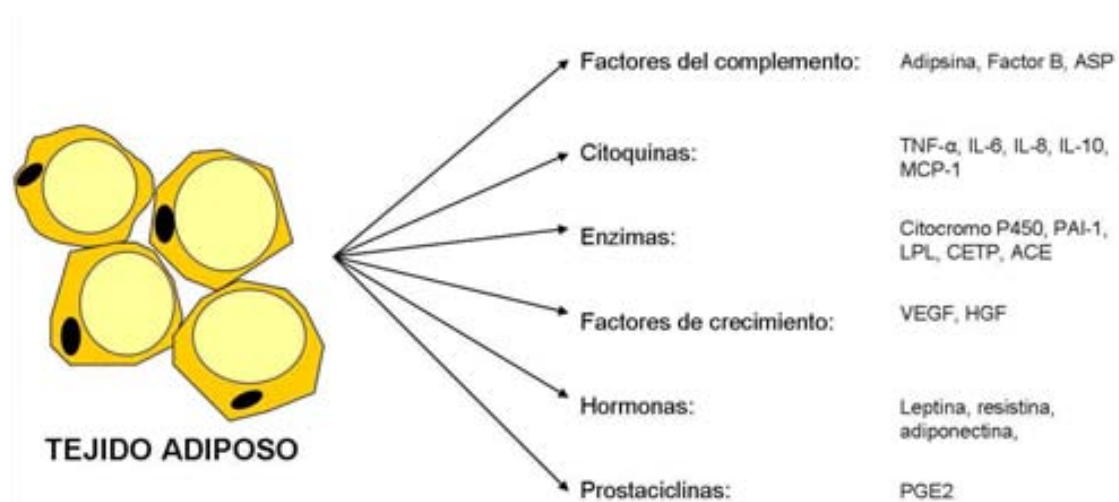 Factores del complemento: Adipsina, Factor B, ASP
Citoquinas: TNF-α, IL-6, IL-8, IL-10,
MCP-1
Enzimas: Citocromo P450, PAI-1,
LPL, CETP, ACE
Factores de crecimiento: VEGF, HGF
Hormonas: Leptina, resistina,
adiponectina,
TEJIDO ADIPOSO
Prostaciclinas: PGE2